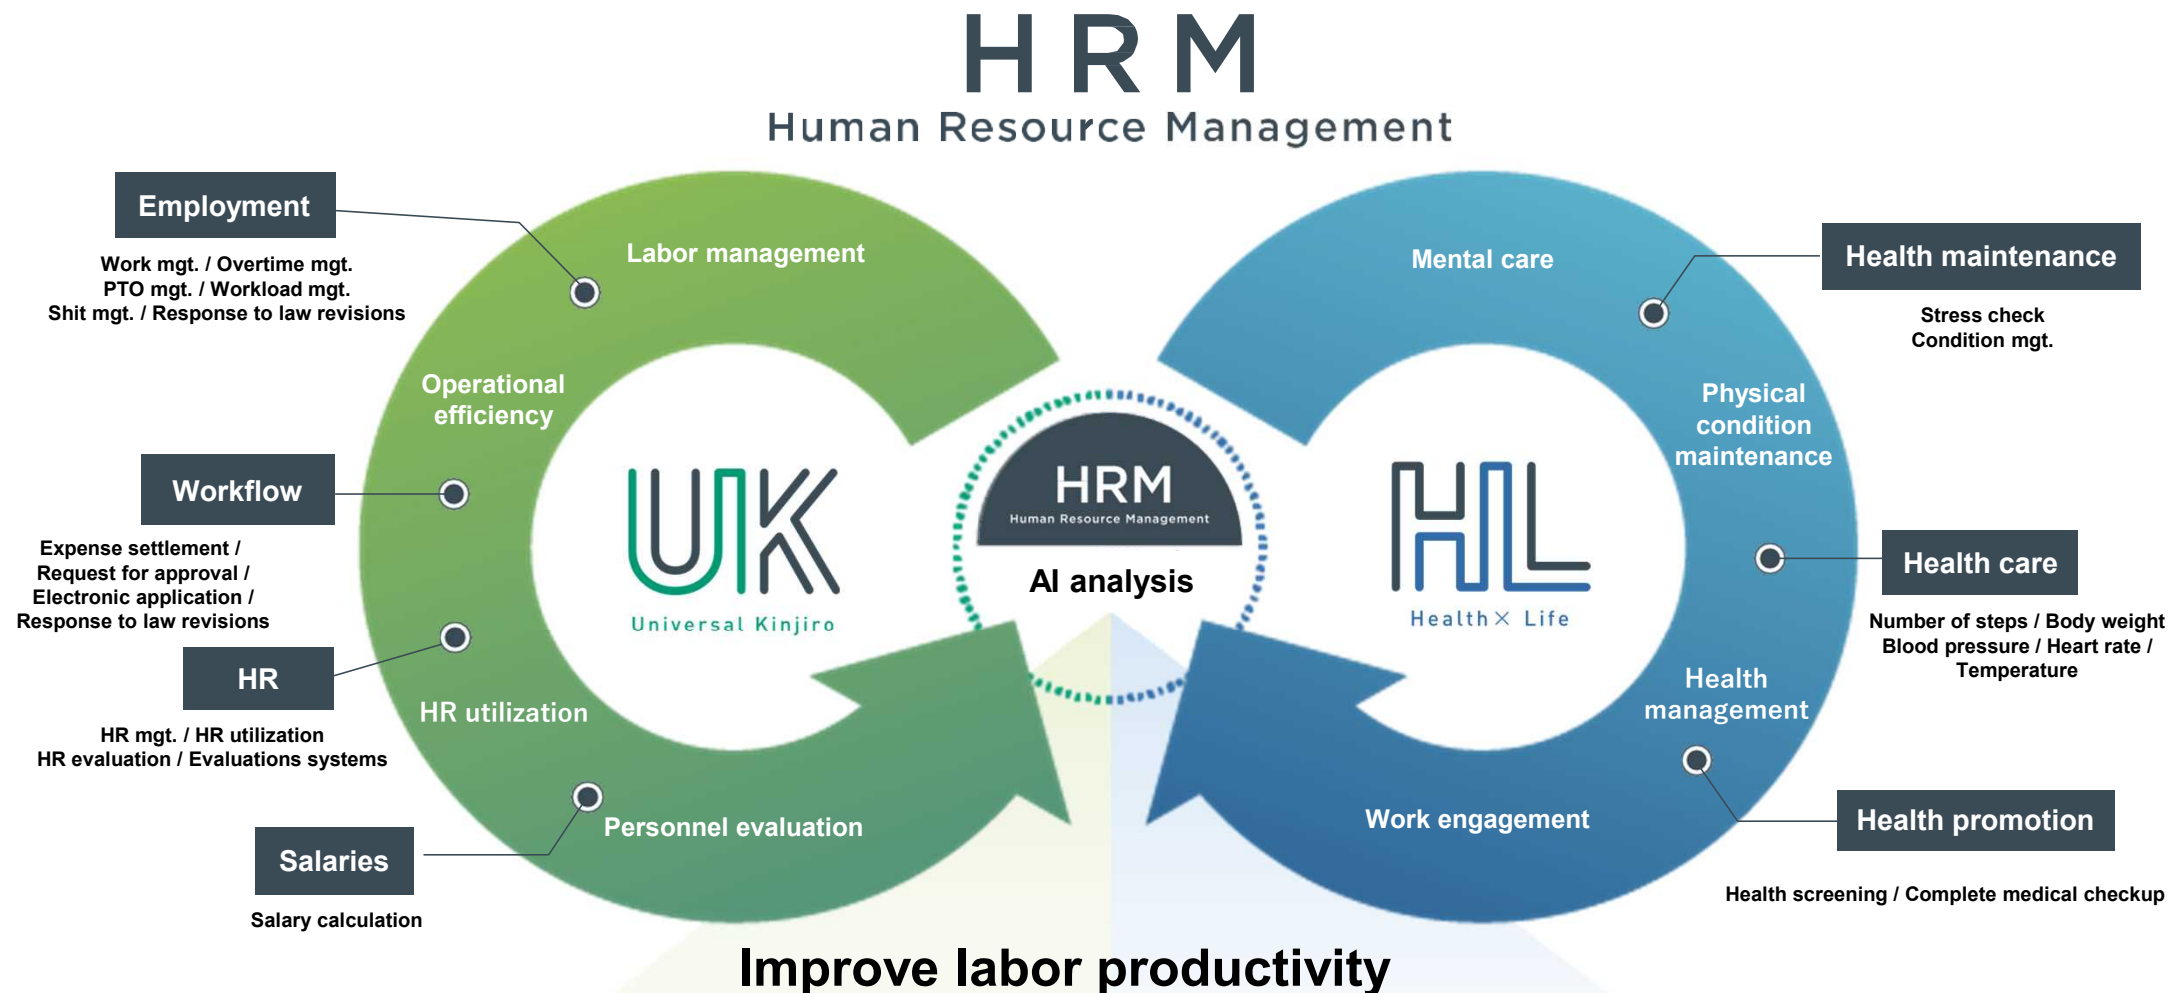 HRM
Human Resource Management
Employment
Work mgt. / Overtime mgt.
PTO mgt. / Workload mgt.
Shit mgt. / Response to law revisions
Labor management
Operational
efficiency
Workflow
Expense settlement /
Request for approval /
Electronic application /
Response to law revisions
HR
HR mgt. / HR utilization
HR evaluation / Evaluations systems
HR utilization
Salaries
Salary calculation
Personnel evaluation
UK
Universal Kinjiro
HRM
Human Resource Management
AI analysis
HL
Health× Life
Mental care
Health maintenance
Stress check
Condition mgt.
Physical
condition
maintenance
Health care
Number of steps / Body weight
Blood pressure / Heart rate /
Temperature
Health
management
Health promotion
Health screening / Complete medical checkup
Work engagement
Improve labor productivity